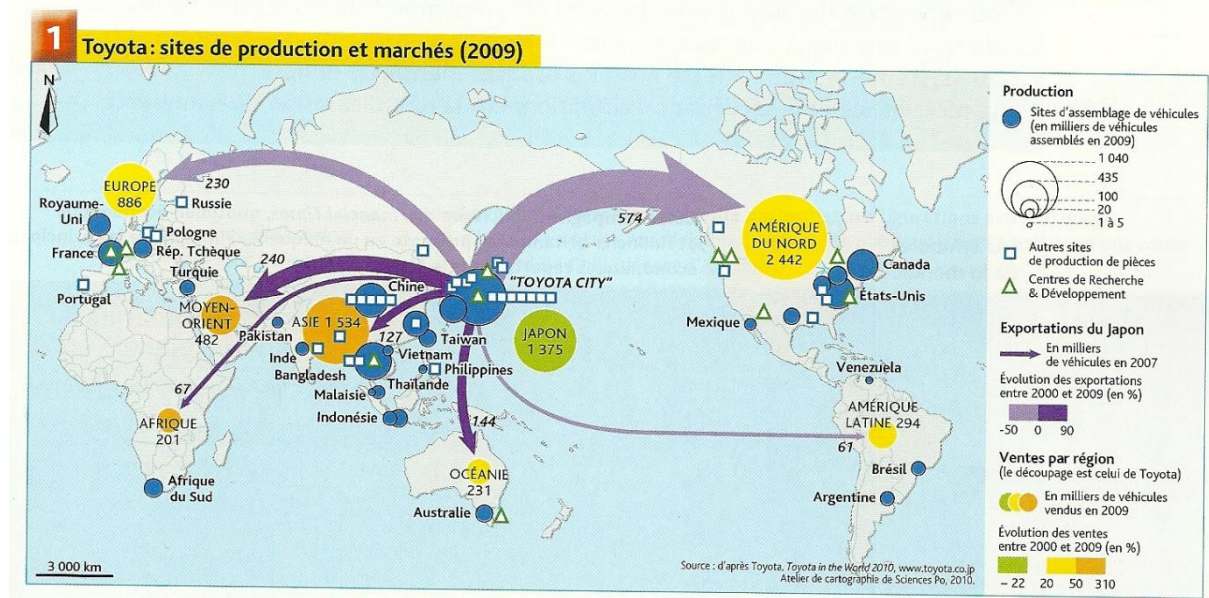 1
Toyota : sites de production et marchés (2009)
N
EUROPE
886
230
Russie
Royaume-
Uni
Pologne
France
Rép. Tchèque
Turquie
Portugal
240
MOYEN-
ORIENT
482
Chine
ASIE 1 534
Pakistan
127
Inde
Bangladesh
Vietnam
Thaïlande
Malaisie
Indonésie
Taiwan
Philippines
"TOYOTA CITY"
JAPON
1 375
67
AFRIQUE
201
Afrique
du Sud
144
OCÉANIE
231
Australie
574
AMÉRIQUE
DU NORD
2 442
Canada
États-Unis
Mexique
Venezuela
AMÉRIQUE
LATINE 294
61
Brésil
Argentine
3 000 km
Source : d'après Toyota, Toyota in the World 2010, www.toyota.co.jp
Atelier de cartographie de Sciences Po, 2010.
Production
Sites d'assemblage de véhicules
(en milliers de véhicules
assemblés en 2009)
1 040
435
100
20
1 à 5
Autres sites
de production de pièces
Centres de Recherche
& Développement
Exportations du Japon
En milliers
de véhicules en 2007
Évolution des exportations
entre 2000 et 2009 (en %)
-50 0 90
Ventes par région
(le découpage est celui de Toyota)
En milliers de véhicules
vendus en 2009
Évolution des ventes
entre 2000 et 2009 (en %)
– 22 20 50 310